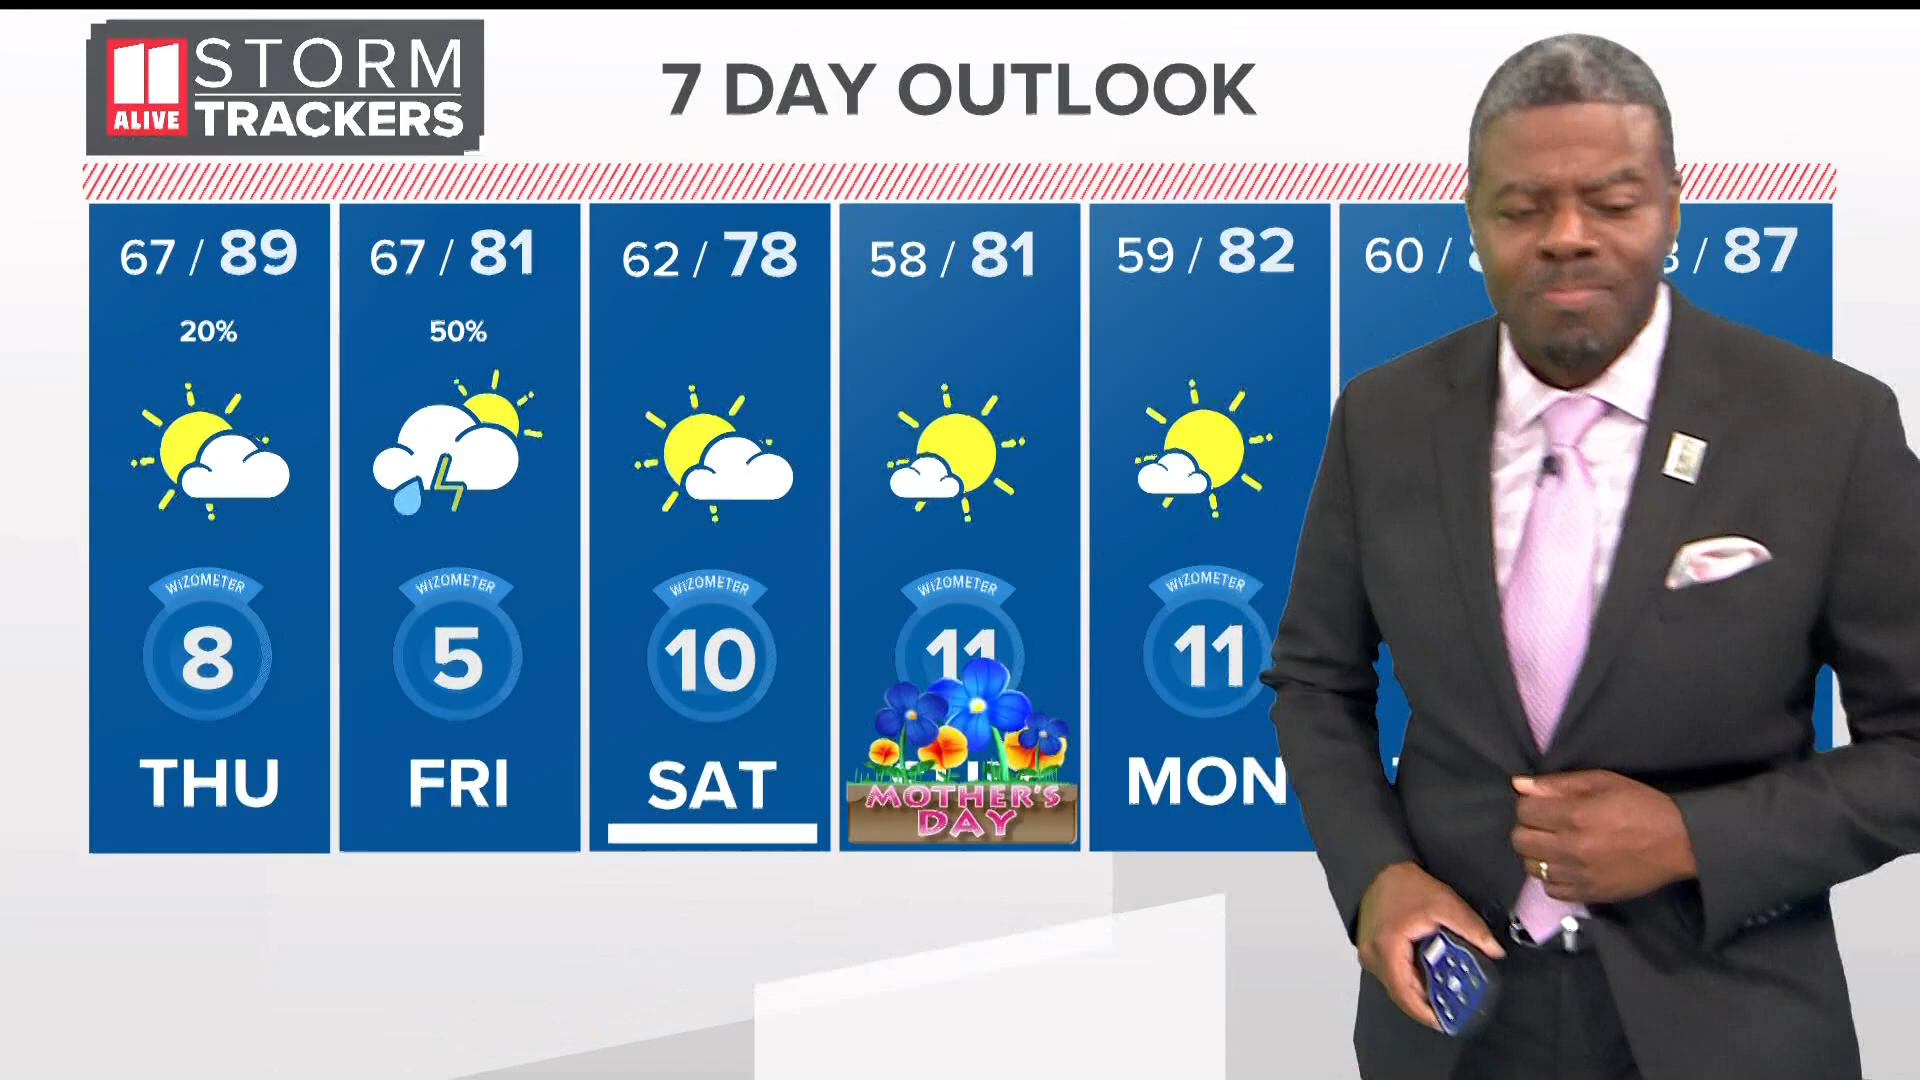 11 ALIVE
STORM
TRACKERS
7 DAY OUTLOOK
67 / 89
20%
WIZOMETER
8
THU
67 / 81
50%
WIZOMETER
5
FRI
62 / 78
WIZOMETER
10
SAT
58 / 81
WIZOMETER
11
MOTHER'S
DAY
59 / 82
WIZOMETER
11
MON
60 /
/ 87